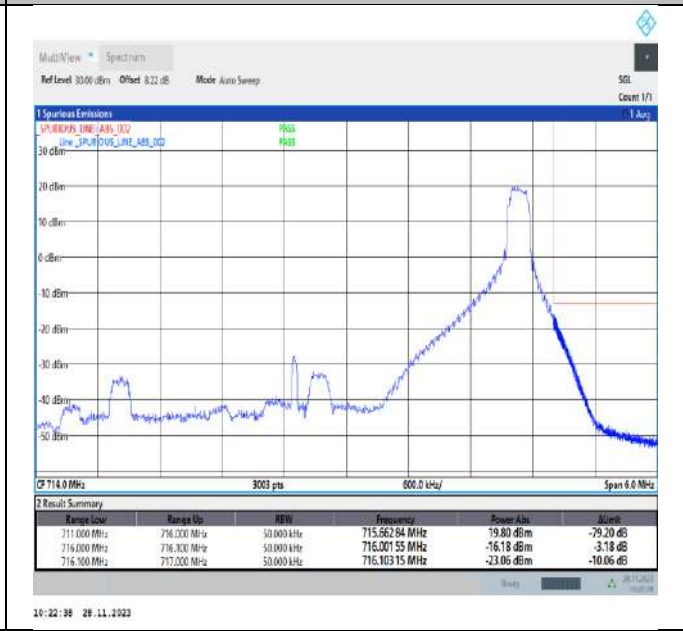 MultiView Spectrum
Ref Level 30.00 dBm Offset 8.22 dB Mode Auto Sweep SGL
Count 1/1
1 Spurious Emissions 1 Avg
SPURIOUS_LINE_ABS_002 PASS
Line _SPURIOUS_LINE_ABS_002 PASS
30 dBm
20 dBm
10 dBm
0 dBm
-10 dBm
-20 dBm
-30 dBm
-40 dBm
-50 dBm
CF 714.0 MHz 3003 pts 600.0 kHz/ Span 6.0 MHz
2 Result Summary
Range Low Range Up RBW Frequency Power Abs ΔLimit
711.000 MHz 716.000 MHz 50.000 kHz 715.66284 MHz 19.80 dBm -79.20 dB
716.000 MHz 716.100 MHz 50.000 kHz 716.00155 MHz -16.18 dBm -3.18 dB
716.100 MHz 717.000 MHz 50.000 kHz 716.10315 MHz -23.06 dBm -10.06 dB
Ready 28.11.2023
10:22:38 28.11.2023